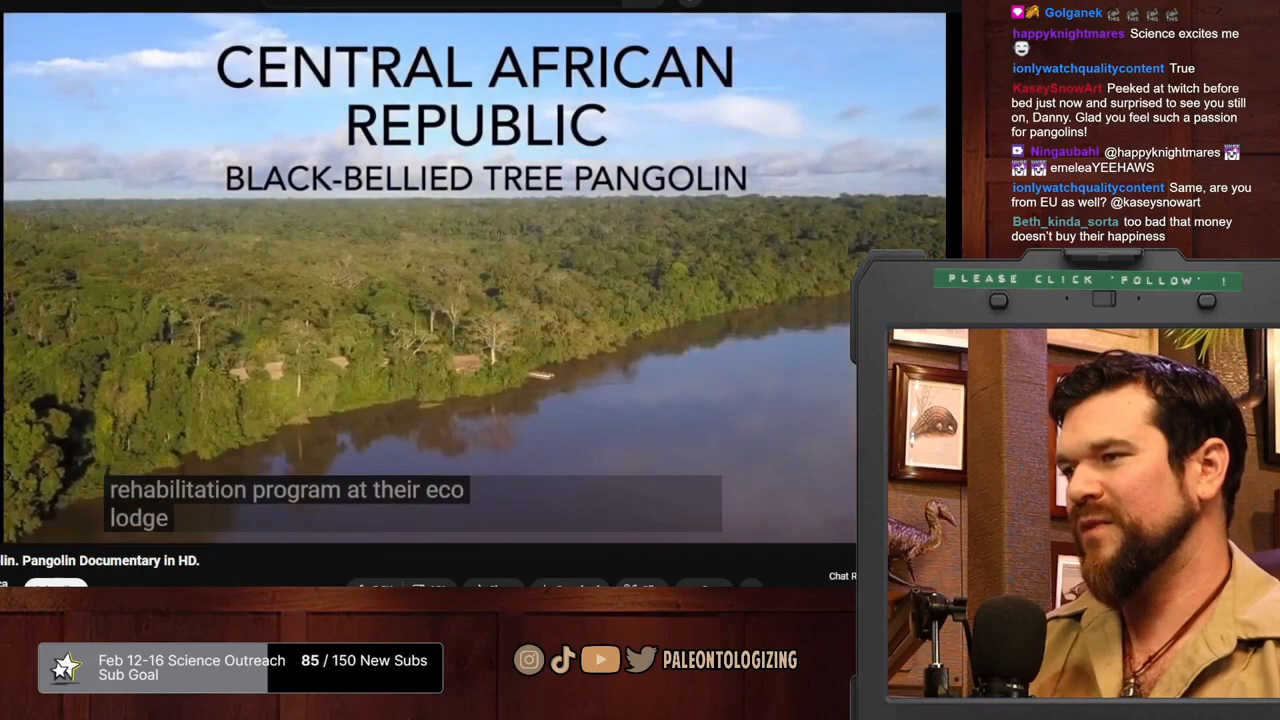 CENTRAL AFRICAN
REPUBLIC
BLACK-BELLIED TREE PANGOLIN
rehabilitation program at their eco
lodge
lin. Pangolin Documentary in HD.
Chat R
Golganek
happyknightmares Science excites me
ionlywatchqualitycontent True
KaseySnowArt Peeked at twitch before
bed just now and surprised to see you still
on, Danny. Glad you feel such a passion
for pangolins!
Ningaubahl @happyknightmares
emeleaYEEHAWS
ionlywatchqualitycontent Same, are you
from EU as well? @kaseysnowart
Beth_kinda_sorta too bad that money
doesn't buy their happiness
PLEASE CLICK 'FOLLOW' !
Feb 12-16 Science Outreach 85 / 150 New Subs
Sub Goal
PALEONTOLOGIZING